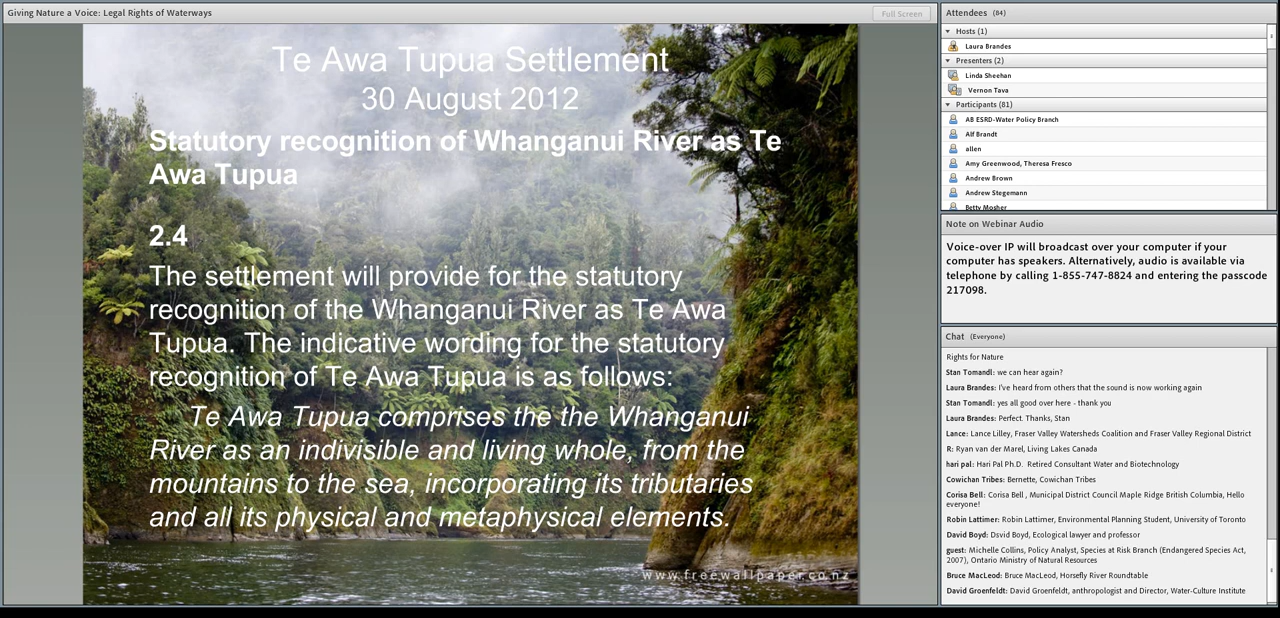 Giving Nature a Voice: Legal Rights of Waterways
Full Screen
Te Awa Tupua Settlement
30 August 2012
Statutory recognition of Whanganui River as Te
Awa Tupua
2.4
The settlement will provide for the statutory
recognition of the Whanganui River as Te Awa
Tupua. The indicative wording for the statutory
recognition of Te Awa Tupua is as follows:
Te Awa Tupua comprises the the Whanganui
River as an indivisible and living whole, from the
mountains to the sea, incorporating its tributaries
and all its physical and metaphysical elements.
www.freewallpaper.co.nz
Attendees (84)
Hosts (1)
Laura Brandes
Presenters (2)
Linda Sheehan
Vernon Tava
Participants (81)
AB ESRD-Water Policy Branch
Alf Brandt
allen
Amy Greenwood, Theresa Fresco
Andrew Brown
Andrew Stegemann
Betty Mosher
Note on Webinar Audio
Voice-over IP will broadcast over your computer if your
computer has speakers. Alternatively, audio is available via
telephone by calling 1-855-747-8824 and entering the passcode
217098.
Chat (Everyone)
Rights for Nature
Stan Tomandl: we can hear again?
Laura Brandes: I've heard from others that the sound is now working again
Stan Tomandl: yes all good over here - thank you
Laura Brandes: Perfect. Thanks, Stan
Lance: Lance Lilley, Fraser Valley Watersheds Coalition and Fraser Valley Regional District
R: Ryan van der Marel, Living Lakes Canada
hari pal: Hari Pal Ph.D. Retired Consultant Water and Biotechnology
Cowichan Tribes: Bernette, Cowichan Tribes
Corisa Bell: Corisa Bell , Municipal District Council Maple Ridge British Columbia, Hello
everyone!
Robin Lattimer: Robin Lattimer, Environmental Planning Student, University of Toronto
David Boyd: Dsvid Boyd, Ecological lawyer and professor
guest: Michelle Collins, Policy Analyst, Species at Risk Branch (Endangered Species Act,
2007), Ontario Ministry of Natural Resources
Bruce MacLeod: Bruce MacLeod, Horsefly River Roundtable
David Groenfeldt: David Groenfeldt, anthropologist and Director, Water-Culture Institute